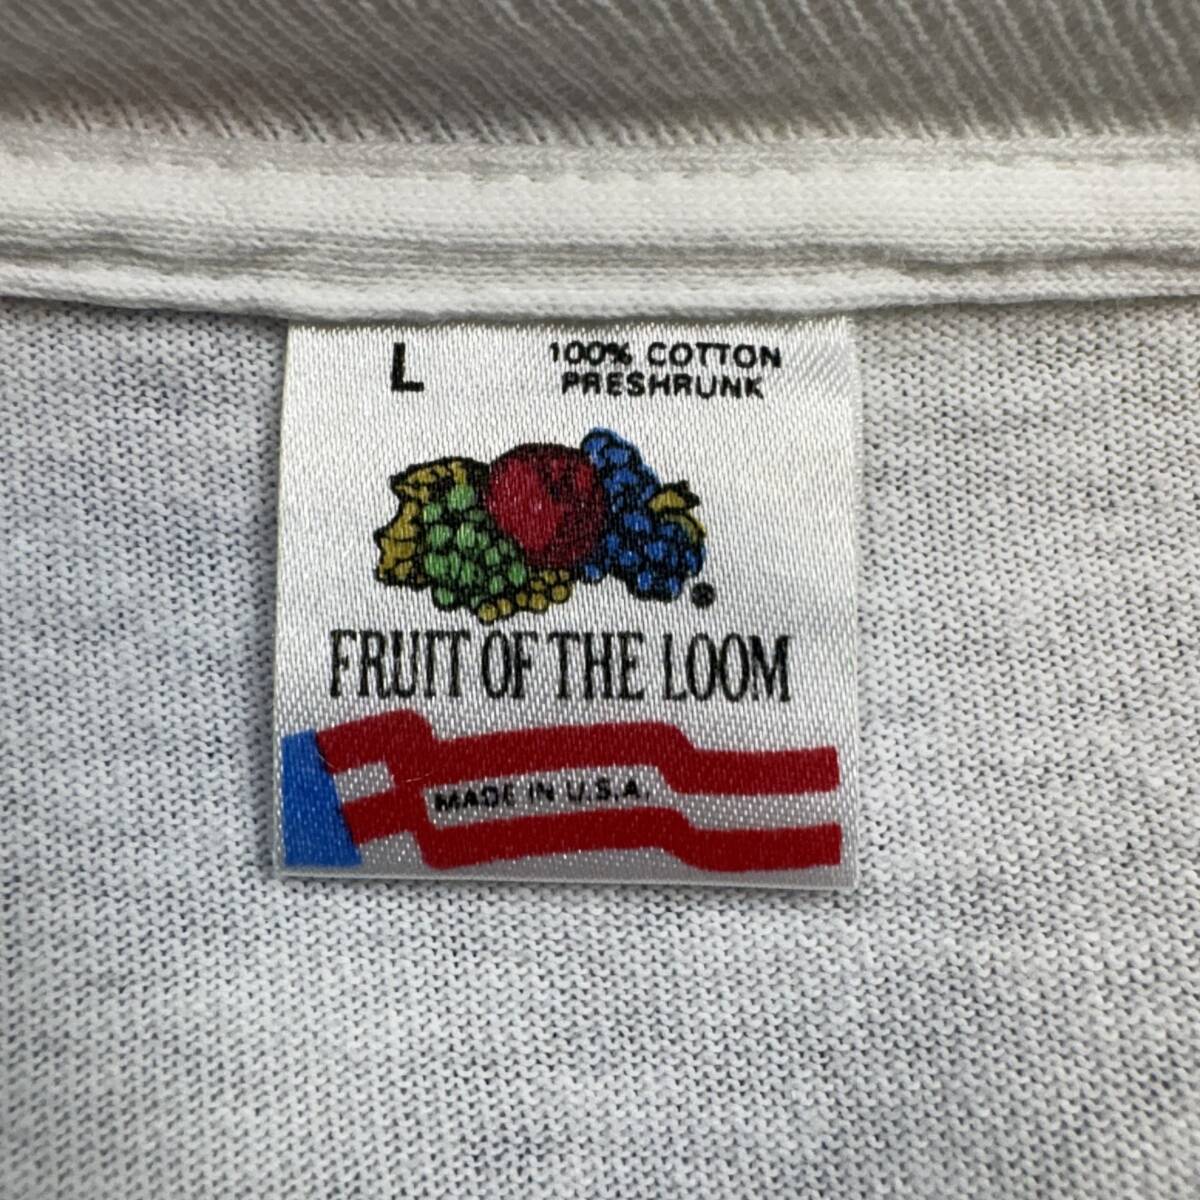 L
100% COTTON
PRESHRUNK
FRUIT OF THE LOOM
MADE IN U.S.A.